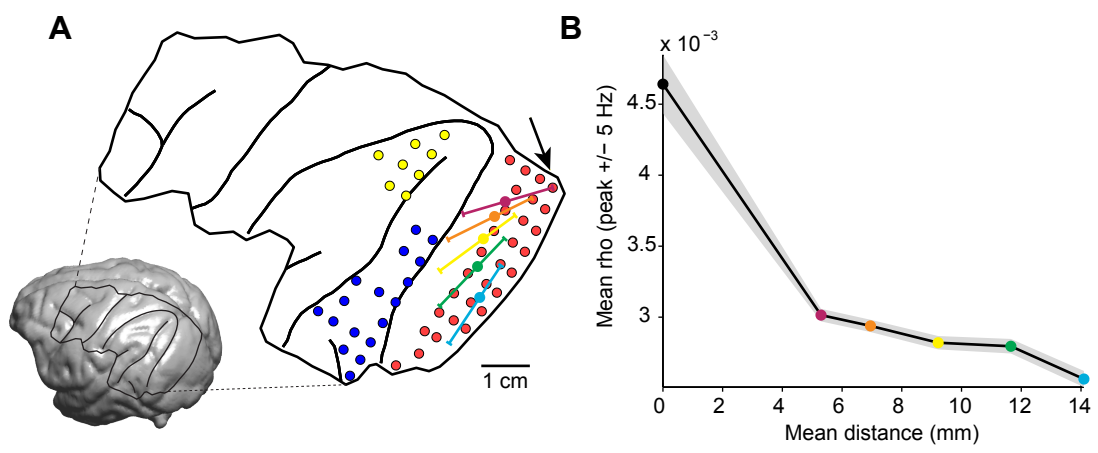 A
1 cm
B
x 10⁻³
4.5
4
3.5
3
Mean rho (peak +/− 5 Hz)
0 2 4 6 8 10 12 14
Mean distance (mm)